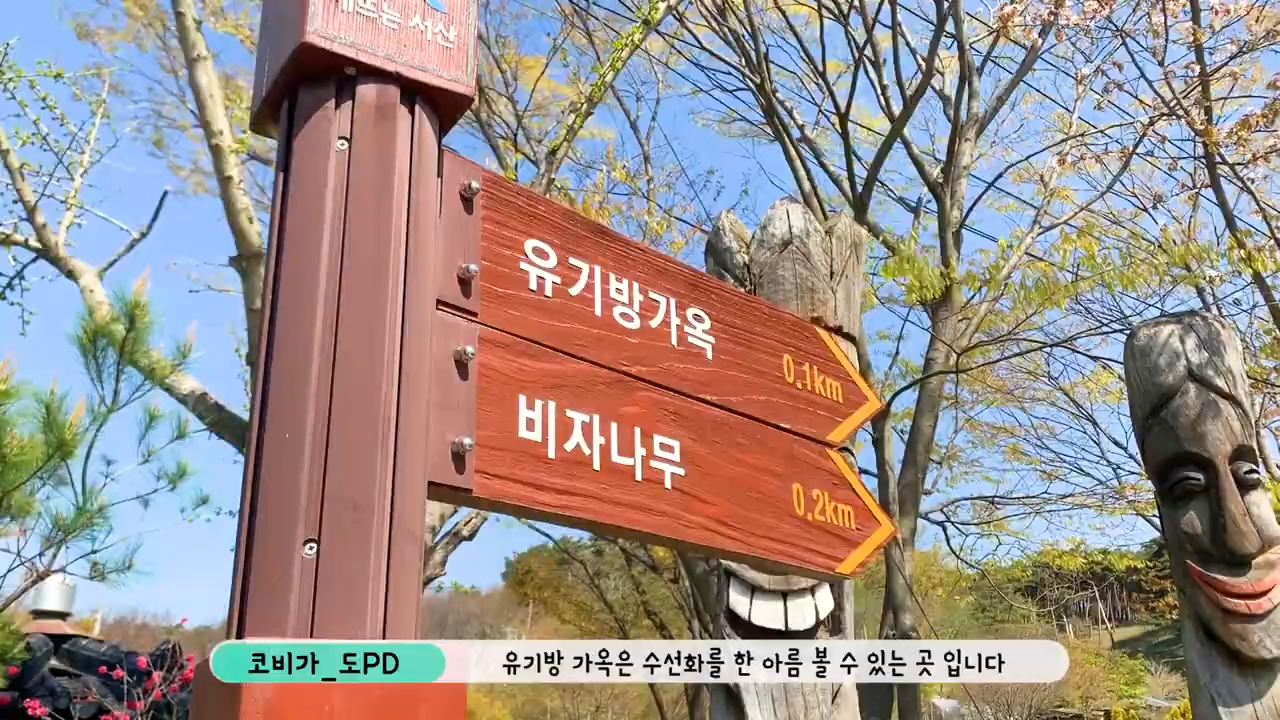 해뜨는 서산
유기방가옥
0.1km
비자나무
0.2km
코비가_도PD
유기방 가옥은 수선화를 한 아름 볼 수 있는 곳 입니다